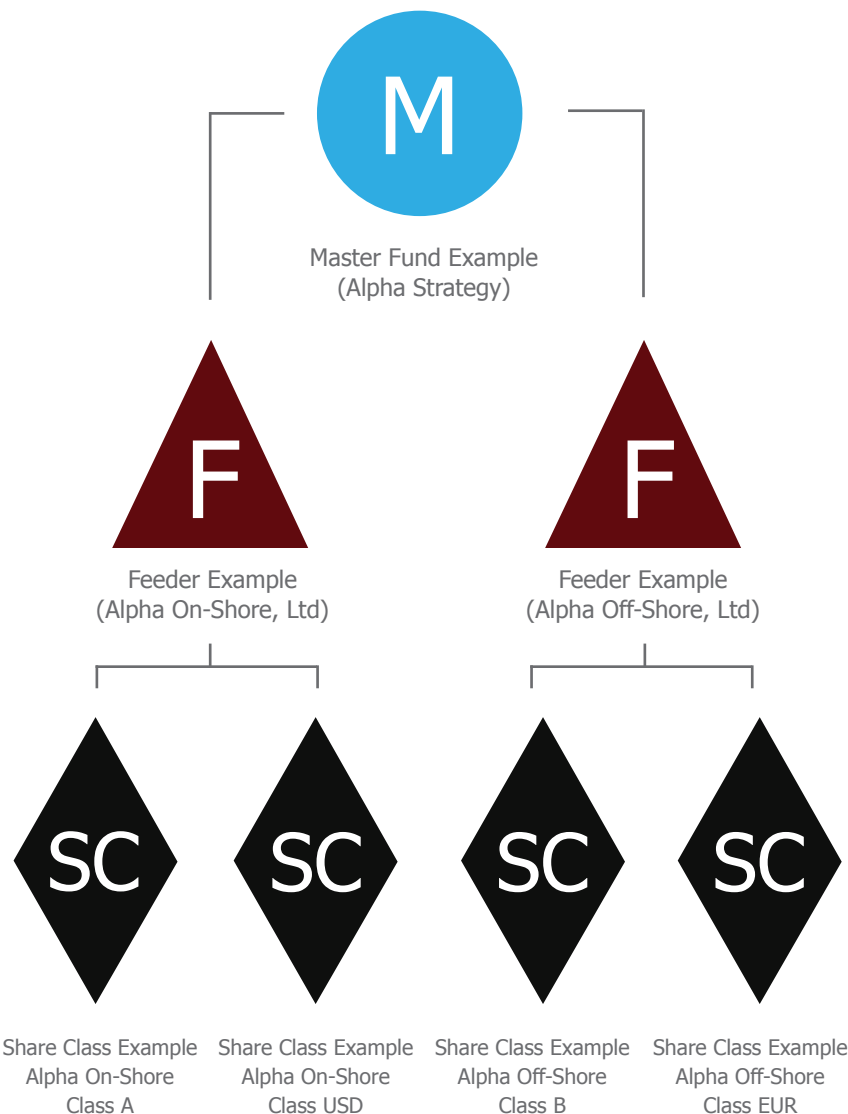 M
Master Fund Example
(Alpha Strategy)
F
F
Feeder Example
(Alpha On-Shore, Ltd)
Feeder Example
(Alpha Off-Shore, Ltd)
SC
SC
SC
SC
Share Class Example
Alpha On-Shore
Class A
Share Class Example
Alpha On-Shore
Class USD
Share Class Example
Alpha Off-Shore
Class B
Share Class Example
Alpha Off-Shore
Class EUR